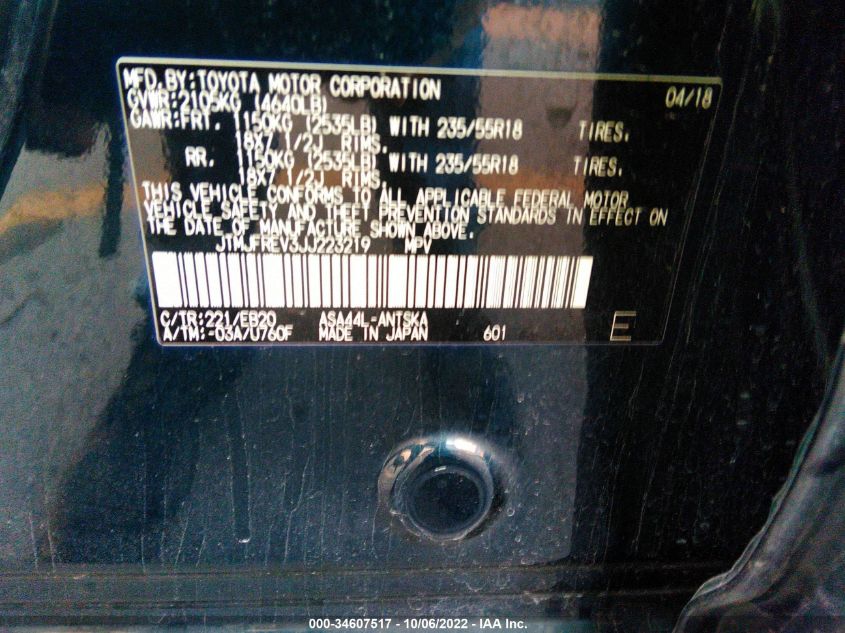 MFD.BY:TOYOTA MOTOR CORPORATION 04/18
GVWR:2105KG (4640LB)
GAWR:FRT. 1150KG (2535LB) WITH 235/55R18 TIRES.
18X7 1/2J RIMS.
RR. 1150KG (2535LB) WITH 235/55R18 TIRES.
18X7 1/2J RIMS.
THIS VEHICLE CONFORMS TO ALL APPLICABLE FEDERAL MOTOR
VEHICLE SAFETY AND THEFT PREVENTION STANDARDS IN EFFECT ON
THE DATE OF MANUFACTURE SHOWN ABOVE.
JTMJFREV3JJ223219 MPV
C/TR:221/EB20 ASA44L-ANTSKA
A/TM:-03A/U760F MADE IN JAPAN 601 E
000-34607517 - 10/06/2022 - IAA Inc.